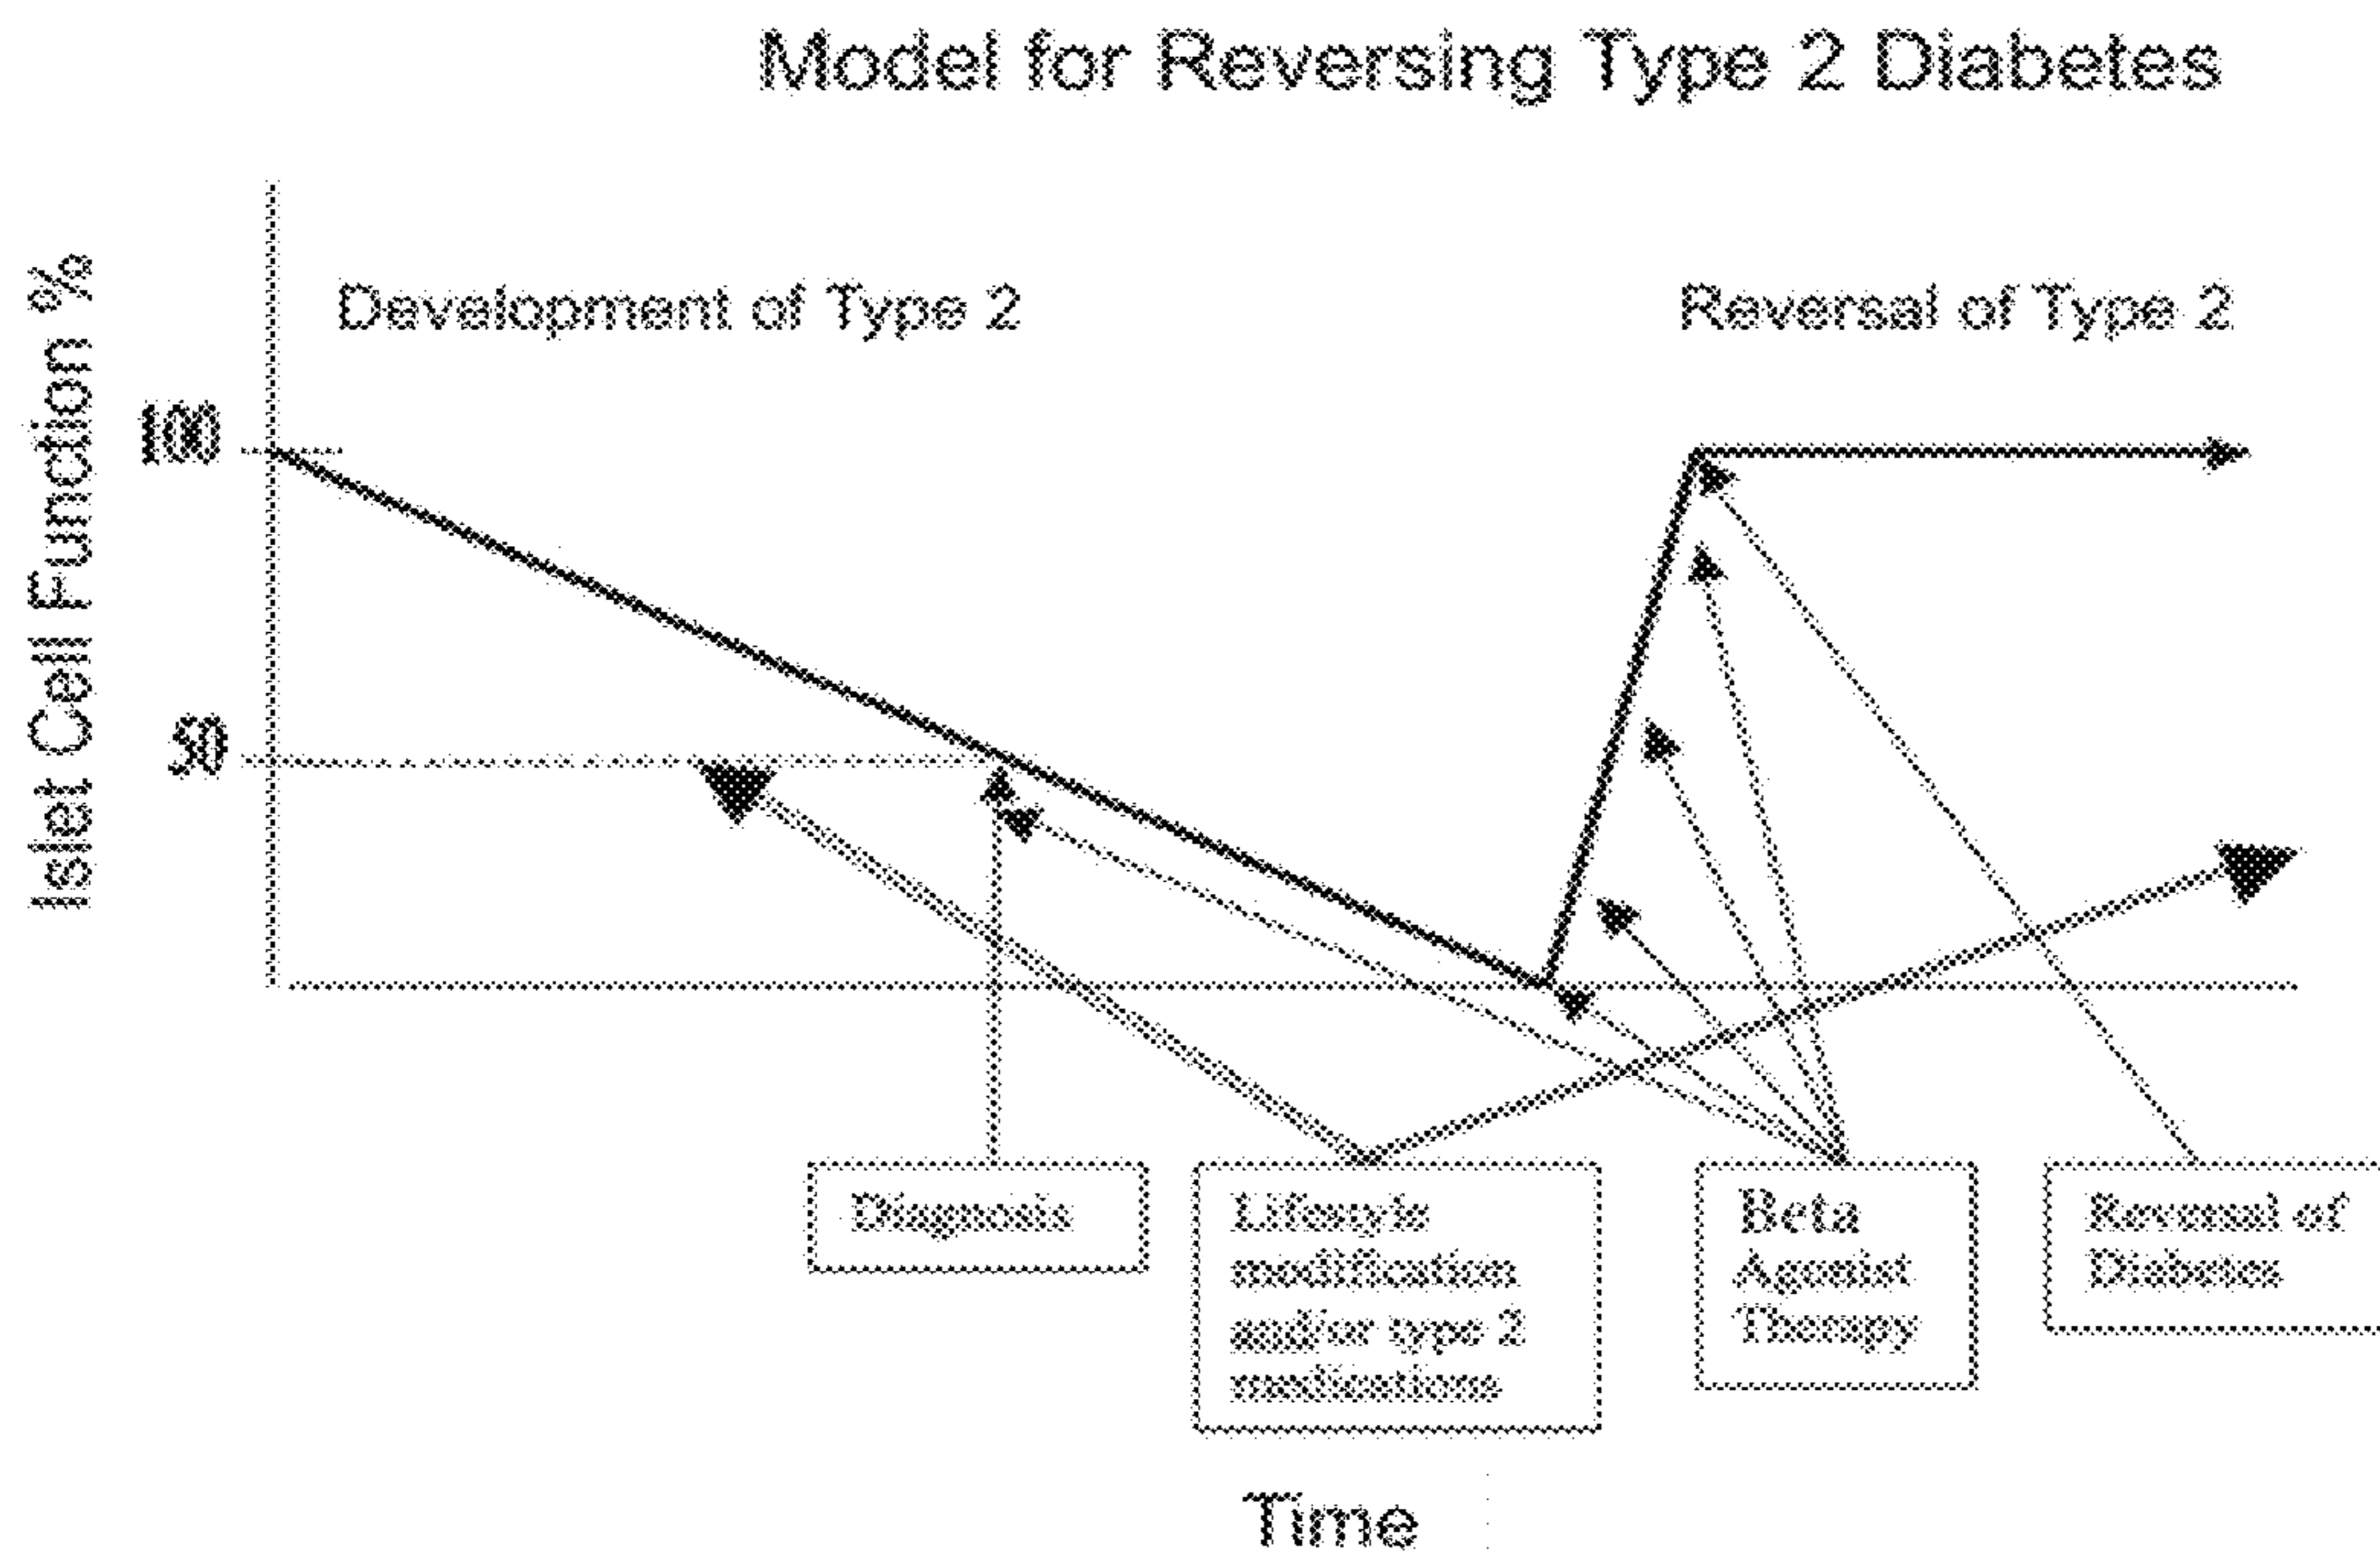 Model for Reversing Type 2 Diabetes
Islet Cell Function %
Development of Type 2
Reversal of Type 2
100
50
Diagnosis
Lifestyle
modification
and/or type 2
medications
Beta
Agonist
Therapy
Reversal of
Diabetes
Time